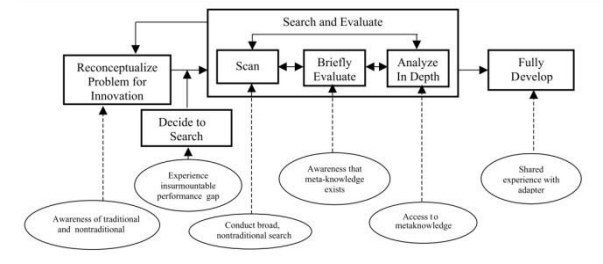 Search and Evaluate
Reconceptualize
Problem for
Innovation
Scan
Briefly
Evaluate
Analyze
In Depth
Fully
Develop
Decide to
Search
Experience
insurmountable
performance gap
Awareness that
meta-knowledge
exists
Shared
experience with
adapter
Awareness of traditional
and nontraditional
Conduct broad,
nontraditional search
Access to
metaknowledge